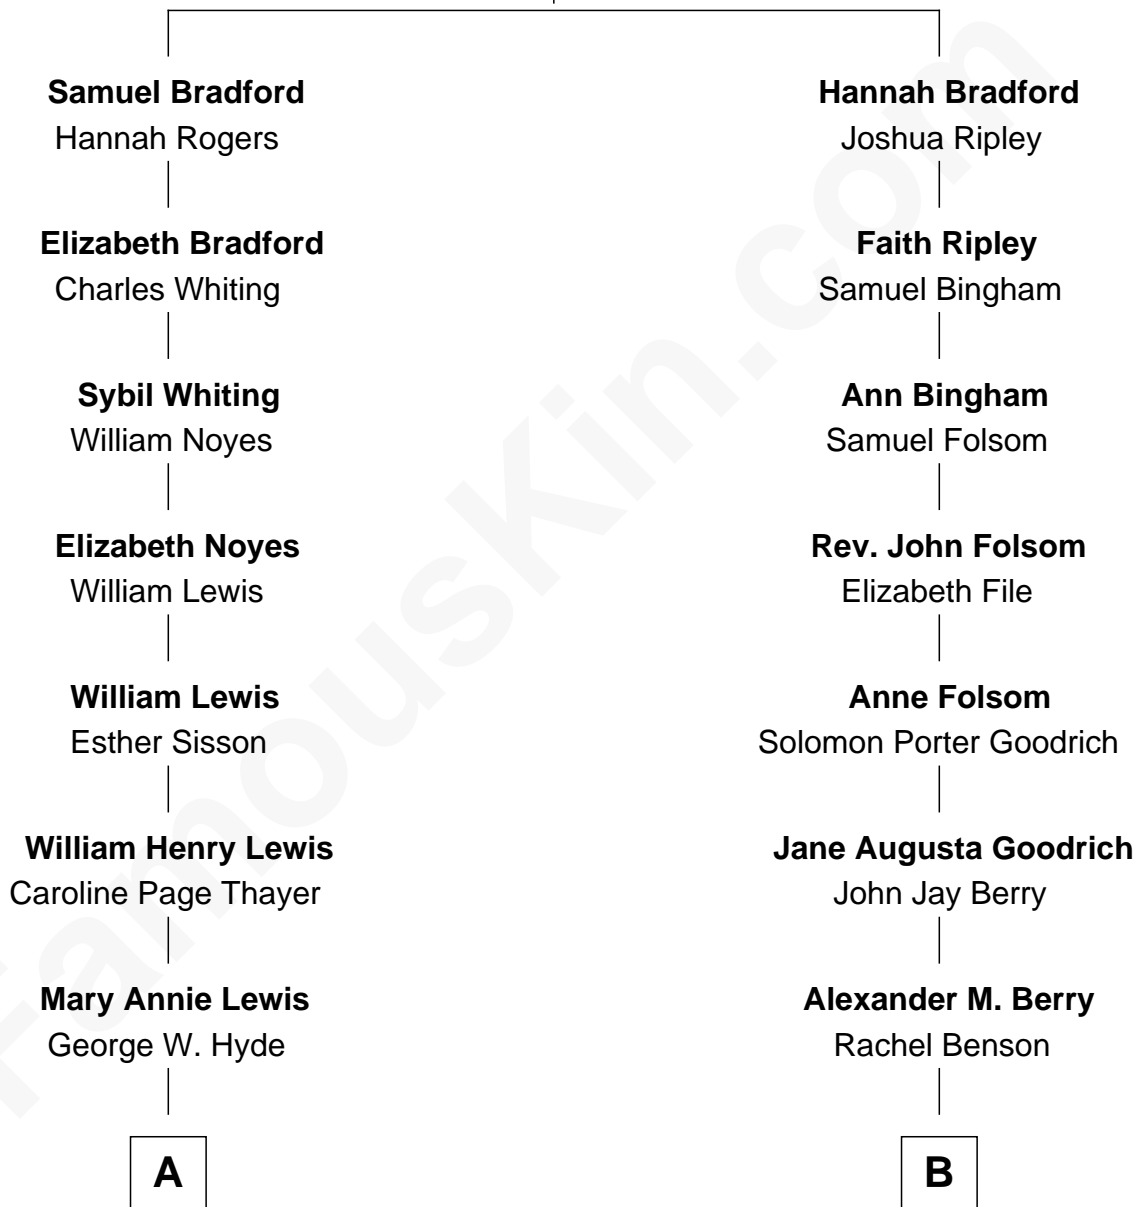 Samuel Bradford
Hannah Rogers
Hannah Bradford
Joshua Ripley
Elizabeth Bradford
Charles Whiting
Faith Ripley
Samuel Bingham
Sybil Whiting
William Noyes
Ann Bingham
Samuel Folsom
Elizabeth Noyes
William Lewis
Rev. John Folsom
Elizabeth File
William Lewis
Esther Sisson
Anne Folsom
Solomon Porter Goodrich
William Henry Lewis
Caroline Page Thayer
Jane Augusta Goodrich
John Jay Berry
Mary Annie Lewis
George W. Hyde
Alexander M. Berry
Rachel Benson
A
B
FamousKin.com